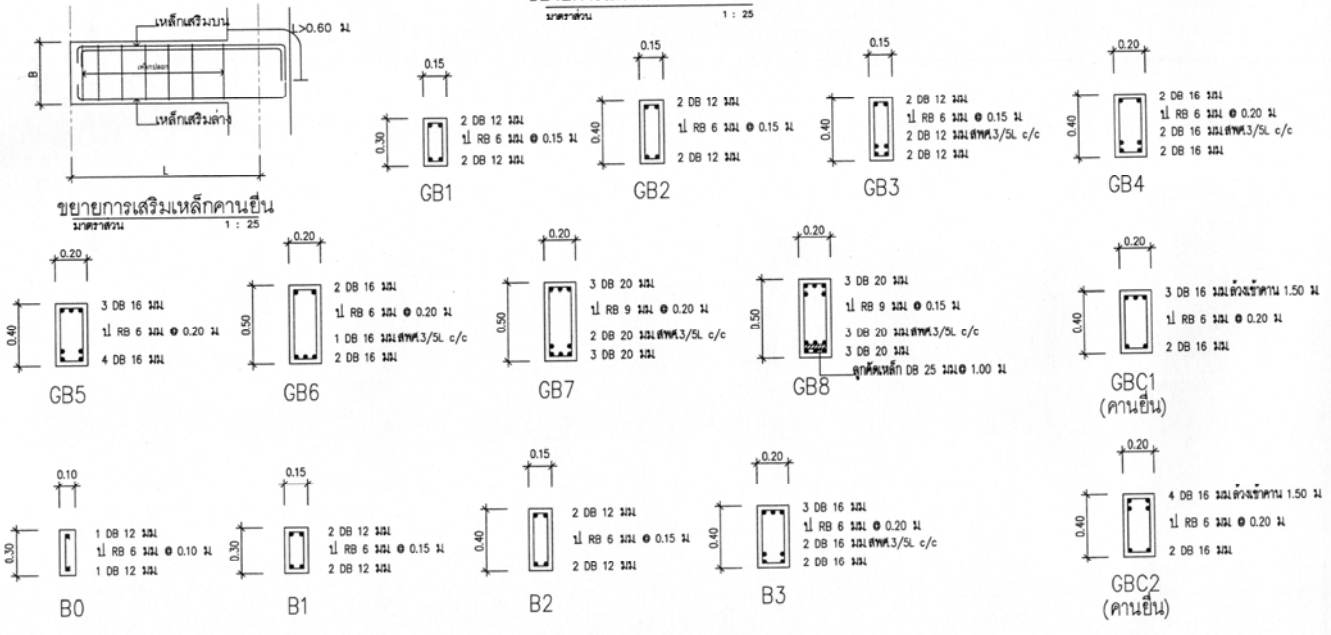 มาตราส่วน 1 : 25
เหล็กเสริมบน
L>0.60 ม
เหล็กปลอก
B
เหล็กเสริมล่าง
L
ขยายการเสริมเหล็กคานยื่น
มาตราส่วน 1 : 25
0.15
0.30
2 DB 12 มม.
ป RB 6 มม @ 0.15 ม
2 DB 12 มม.
GB1
0.15
0.40
2 DB 12 มม.
ป RB 6 มม @ 0.15 ม
2 DB 12 มม.
GB2
0.15
0.40
2 DB 12 มม.
ป RB 6 มม @ 0.15 ม
2 DB 12 มม.สพศ.3/5L c/c
2 DB 12 มม.
GB3
0.20
0.40
2 DB 16 มม.
ป RB 6 มม @ 0.20 ม
2 DB 16 มม.สพศ.3/5L c/c
2 DB 16 มม.
GB4
0.20
0.40
3 DB 16 มม.
ป RB 6 มม @ 0.20 ม
4 DB 16 มม.
GB5
0.20
0.50
2 DB 16 มม.
ป RB 6 มม @ 0.20 ม
1 DB 16 มม.สพศ.3/5L c/c
2 DB 16 มม.
GB6
0.20
0.50
3 DB 20 มม.
ป RB 9 มม @ 0.20 ม
2 DB 20 มม.สพศ.3/5L c/c
3 DB 20 มม.
GB7
0.20
0.50
3 DB 20 มม.
ป RB 9 มม @ 0.15 ม
3 DB 20 มม.สพศ.3/5L c/c
3 DB 20 มม.
ลูกคัดเหล็ก DB 25 มม@ 1.00 ม
GB8
0.20
0.40
3 DB 16 มม.ล้วงเข้าคาน 1.50 ม
ป RB 6 มม @ 0.20 ม
2 DB 16 มม.
GBC1
(คานยื่น)
0.10
0.30
1 DB 12 มม.
ป RB 6 มม @ 0.10 ม
1 DB 12 มม.
B0
0.15
0.30
2 DB 12 มม.
ป RB 6 มม @ 0.15 ม
2 DB 12 มม.
B1
0.15
0.40
2 DB 12 มม.
ป RB 6 มม @ 0.15 ม
2 DB 12 มม.
B2
0.20
0.40
3 DB 16 มม.
ป RB 6 มม @ 0.20 ม
2 DB 16 มม.สพศ.3/5L c/c
2 DB 16 มม.
B3
0.20
0.40
4 DB 16 มม.ล้วงเข้าคาน 1.50 ม
ป RB 6 มม @ 0.20 ม
2 DB 16 มม.
GBC2
(คานยื่น)